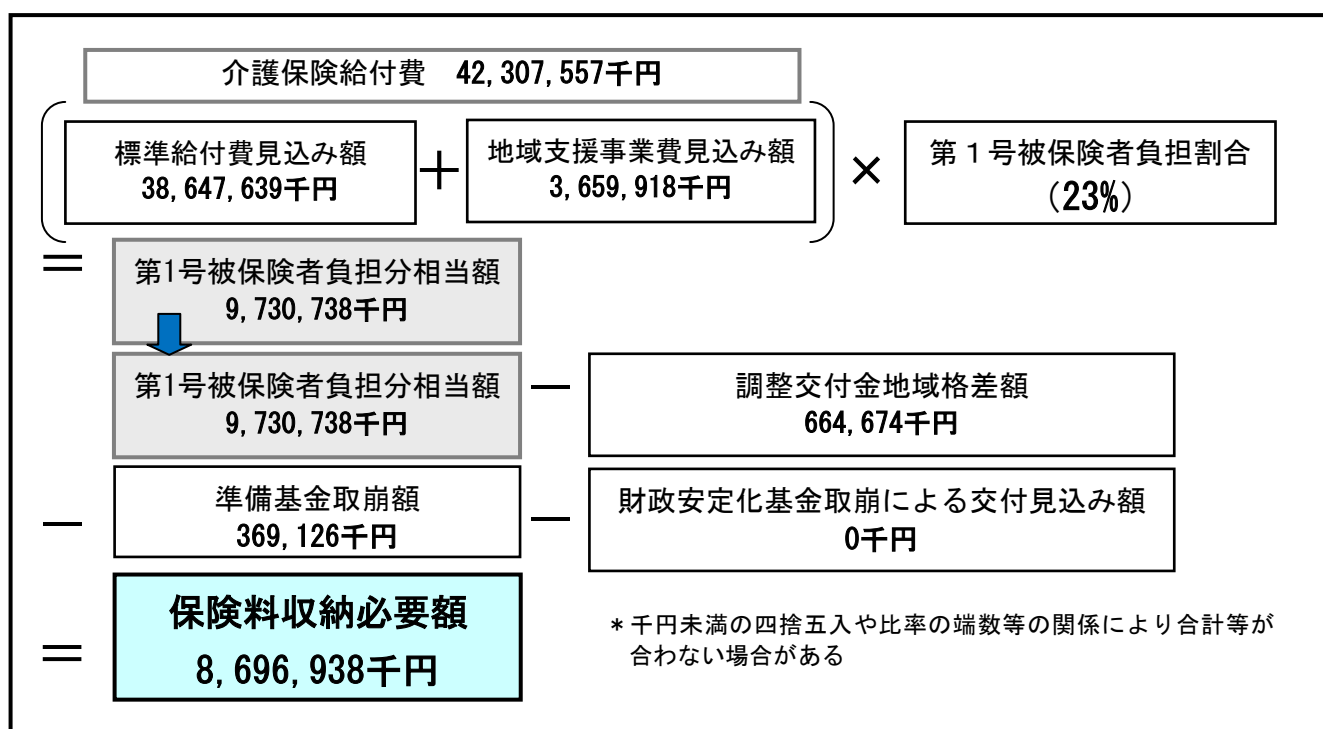 介護保険給付費　42,307,557千円
標準給付費見込み額
38,647,639千円
＋
地域支援事業費見込み額
3,659,918千円
×
第１号被保険者負担割合
（23%）
＝
第1号被保険者負担分相当額
9,730,738千円
第1号被保険者負担分相当額
9,730,738千円
－
調整交付金地域格差額
664,674千円
－
準備基金取崩額
369,126千円
－
財政安定化基金取崩による交付見込み額
0千円
＝
保険料収納必要額
8,696,938千円
＊千円未満の四捨五入や比率の端数等の関係により合計等が
合わない場合がある